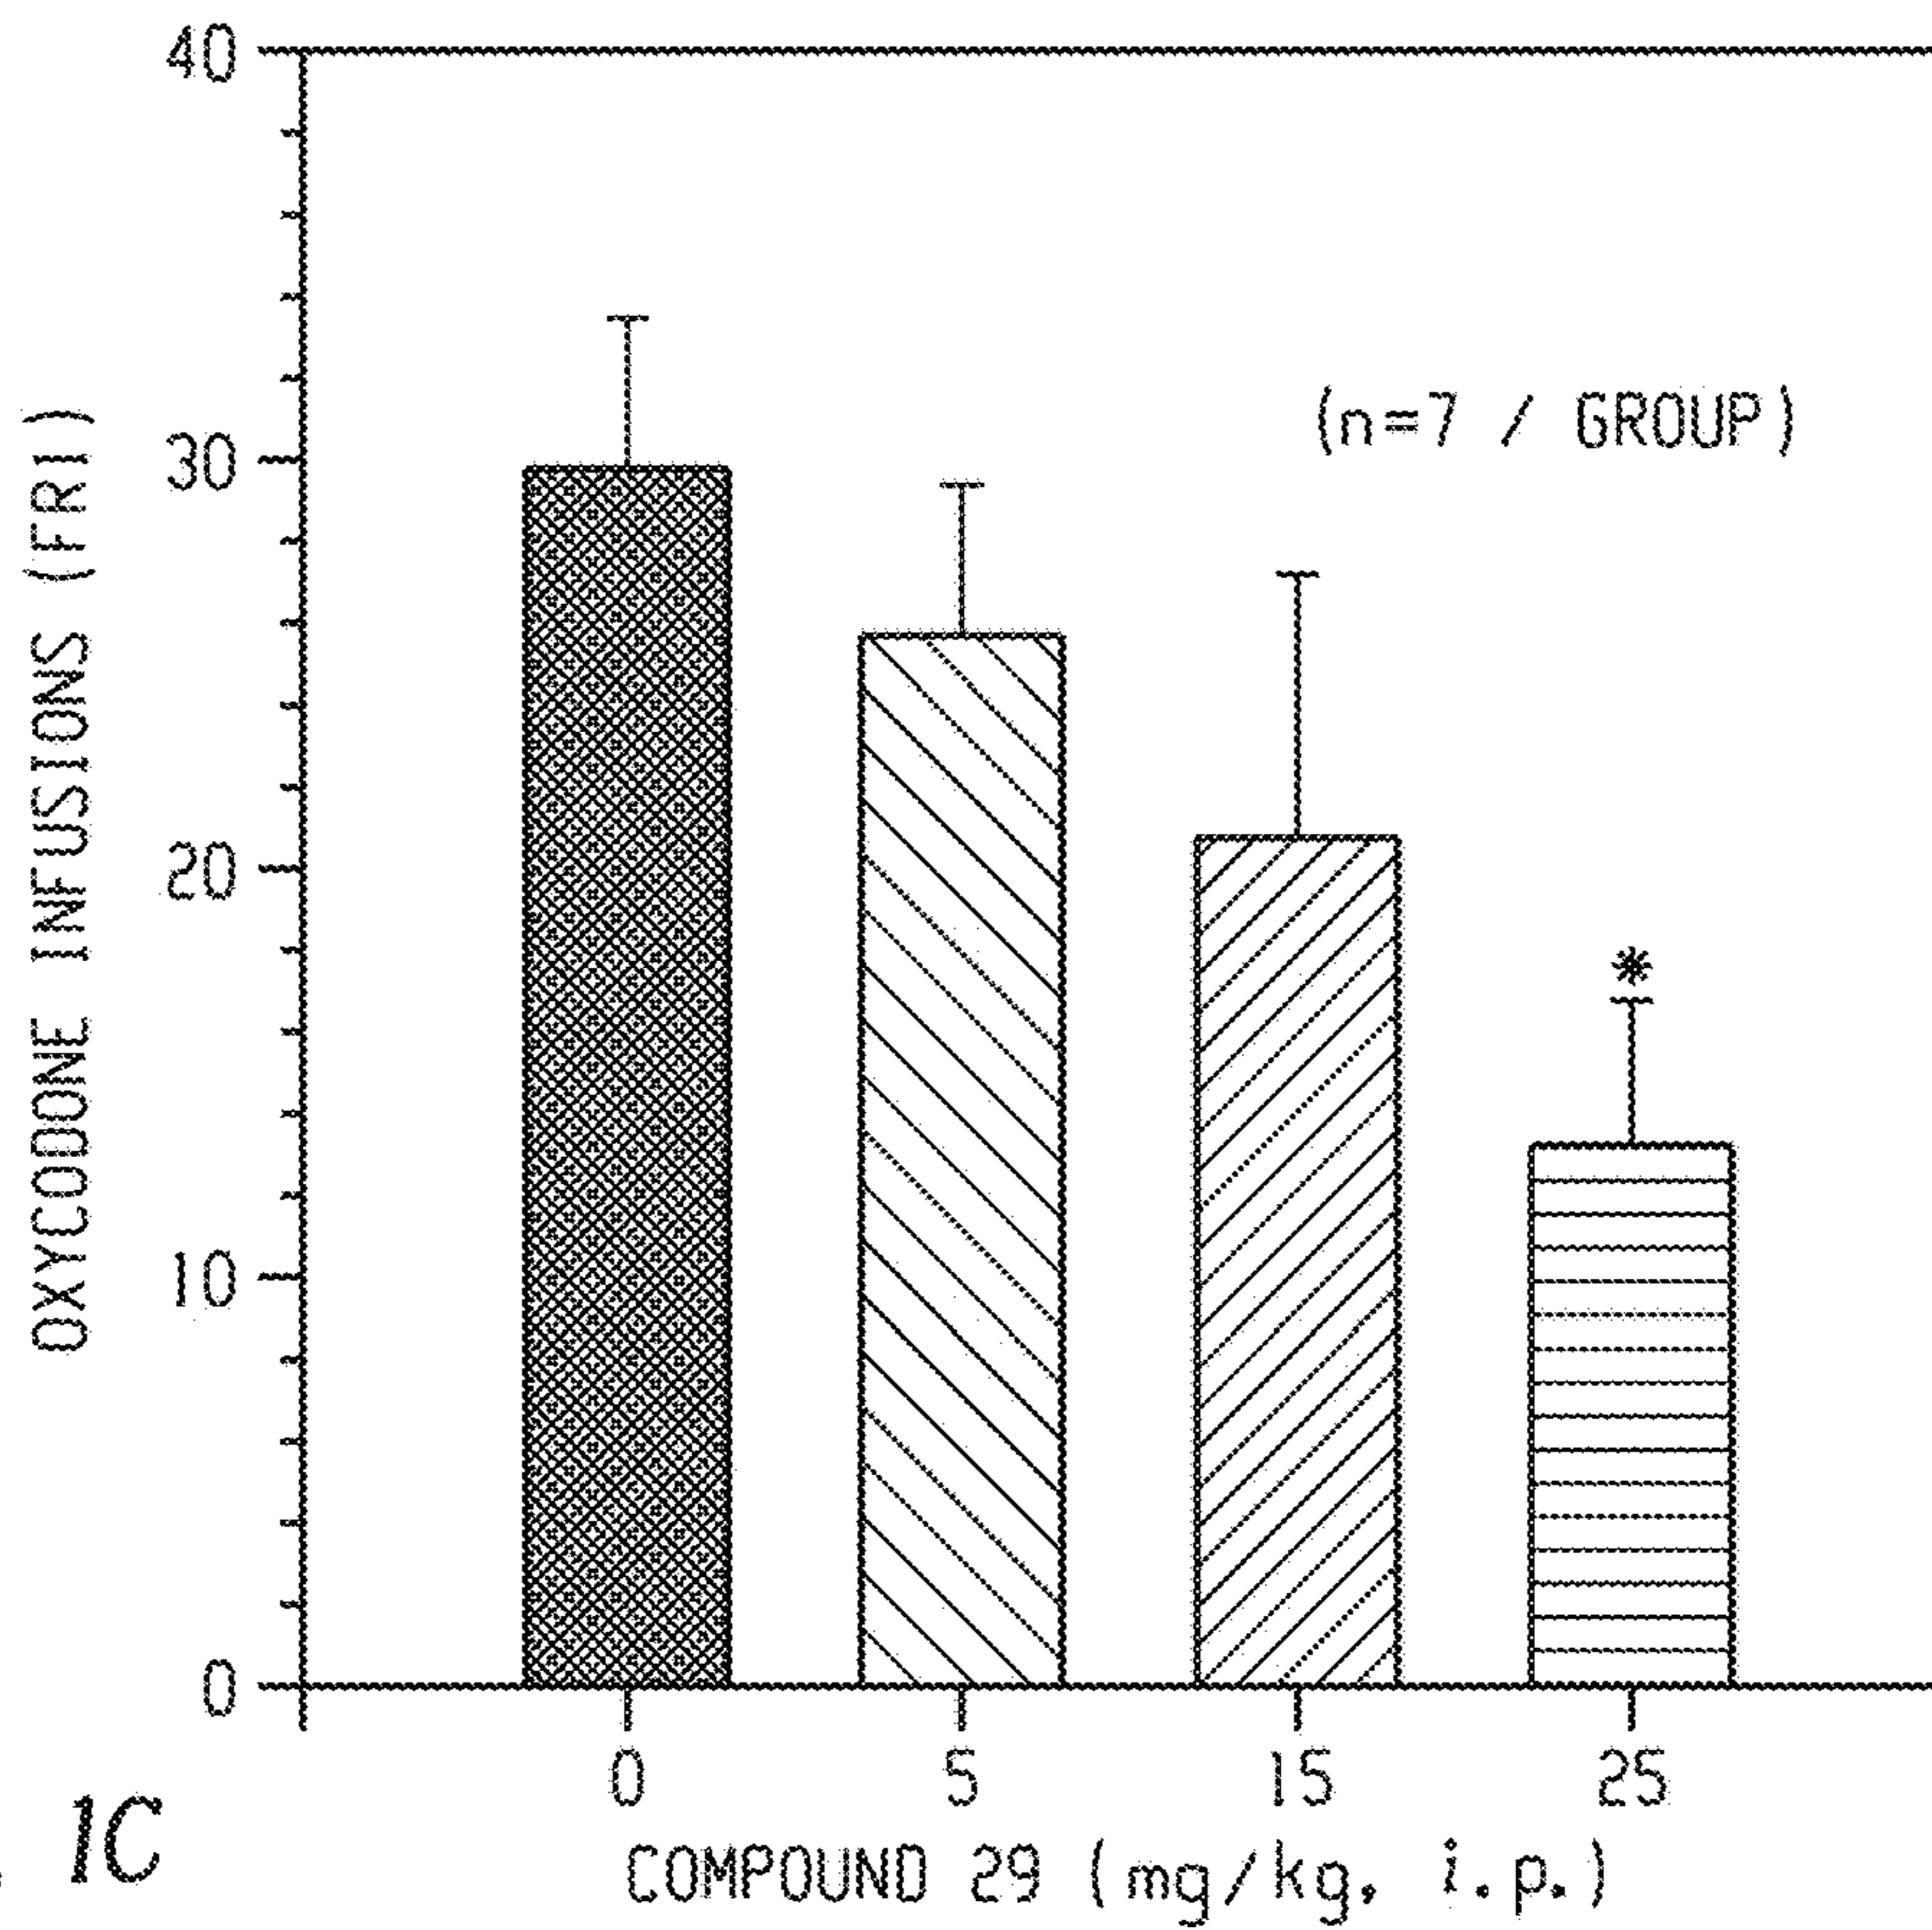 40
30
20
10
0
OXYCODONE INFUSIONS (FR1)
(n=7 / GROUP)
*
0 5 15 25
COMPOUND 29 (mg/kg, i.p.)
1C